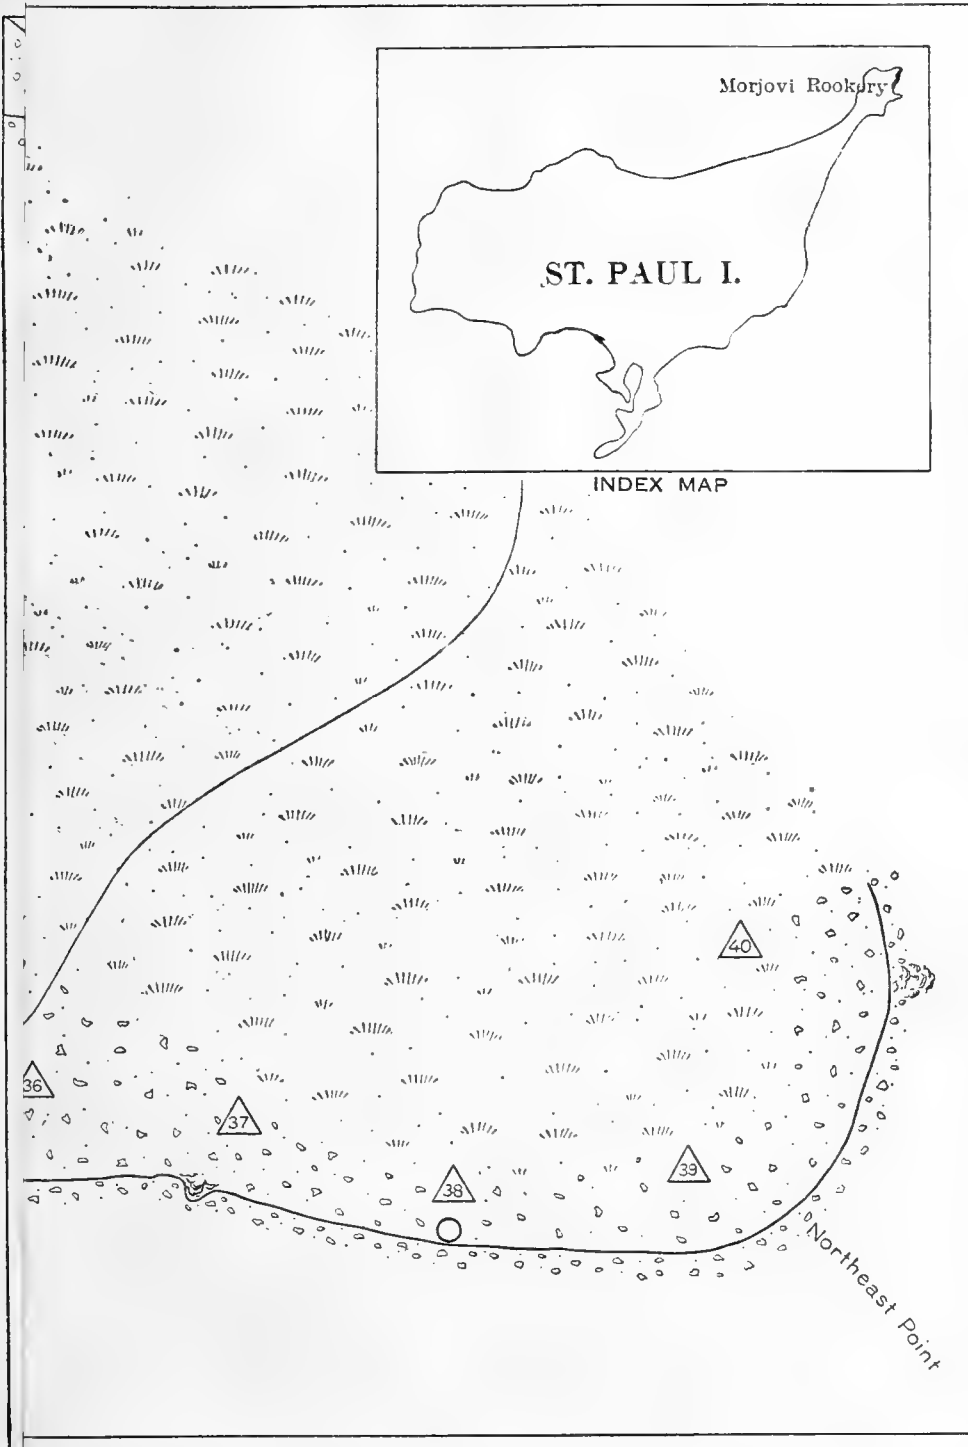 Morjovi Rookery
ST. PAUL I.
INDEX MAP
40
36
37
39
38
Northeast Point